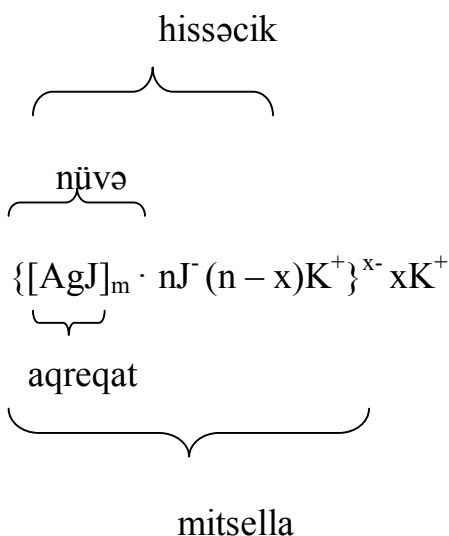 hissəcik
nüvə
{[AgJ]ₘ · nJ⁻ (n – x)K⁺}ˣ⁻ xK⁺
aqreqat
mitsella